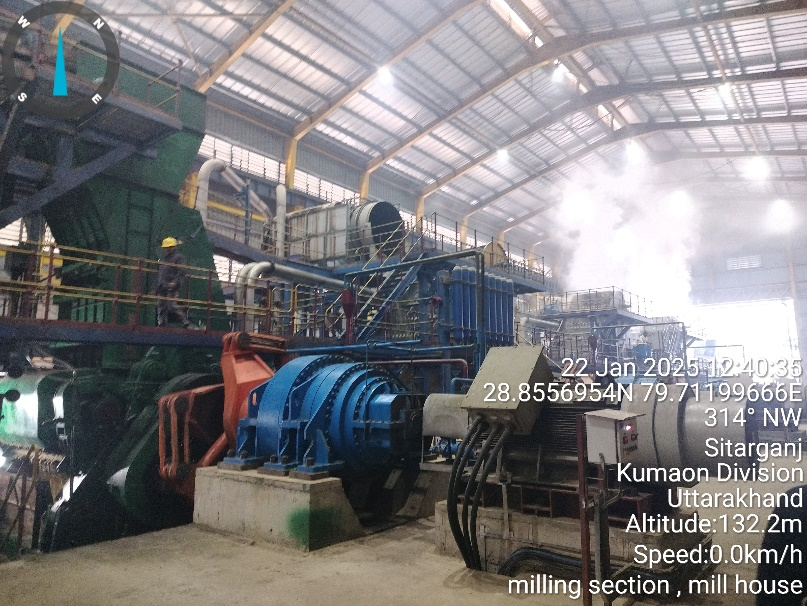 W
N
S
E
22 Jan 2025 12:40:35
28.8556954N 79.71199666E
314° NW
Sitarganj
Kumaon Division
Uttarakhand
Altitude:132.2m
Speed:0.0km/h
milling section , mill house